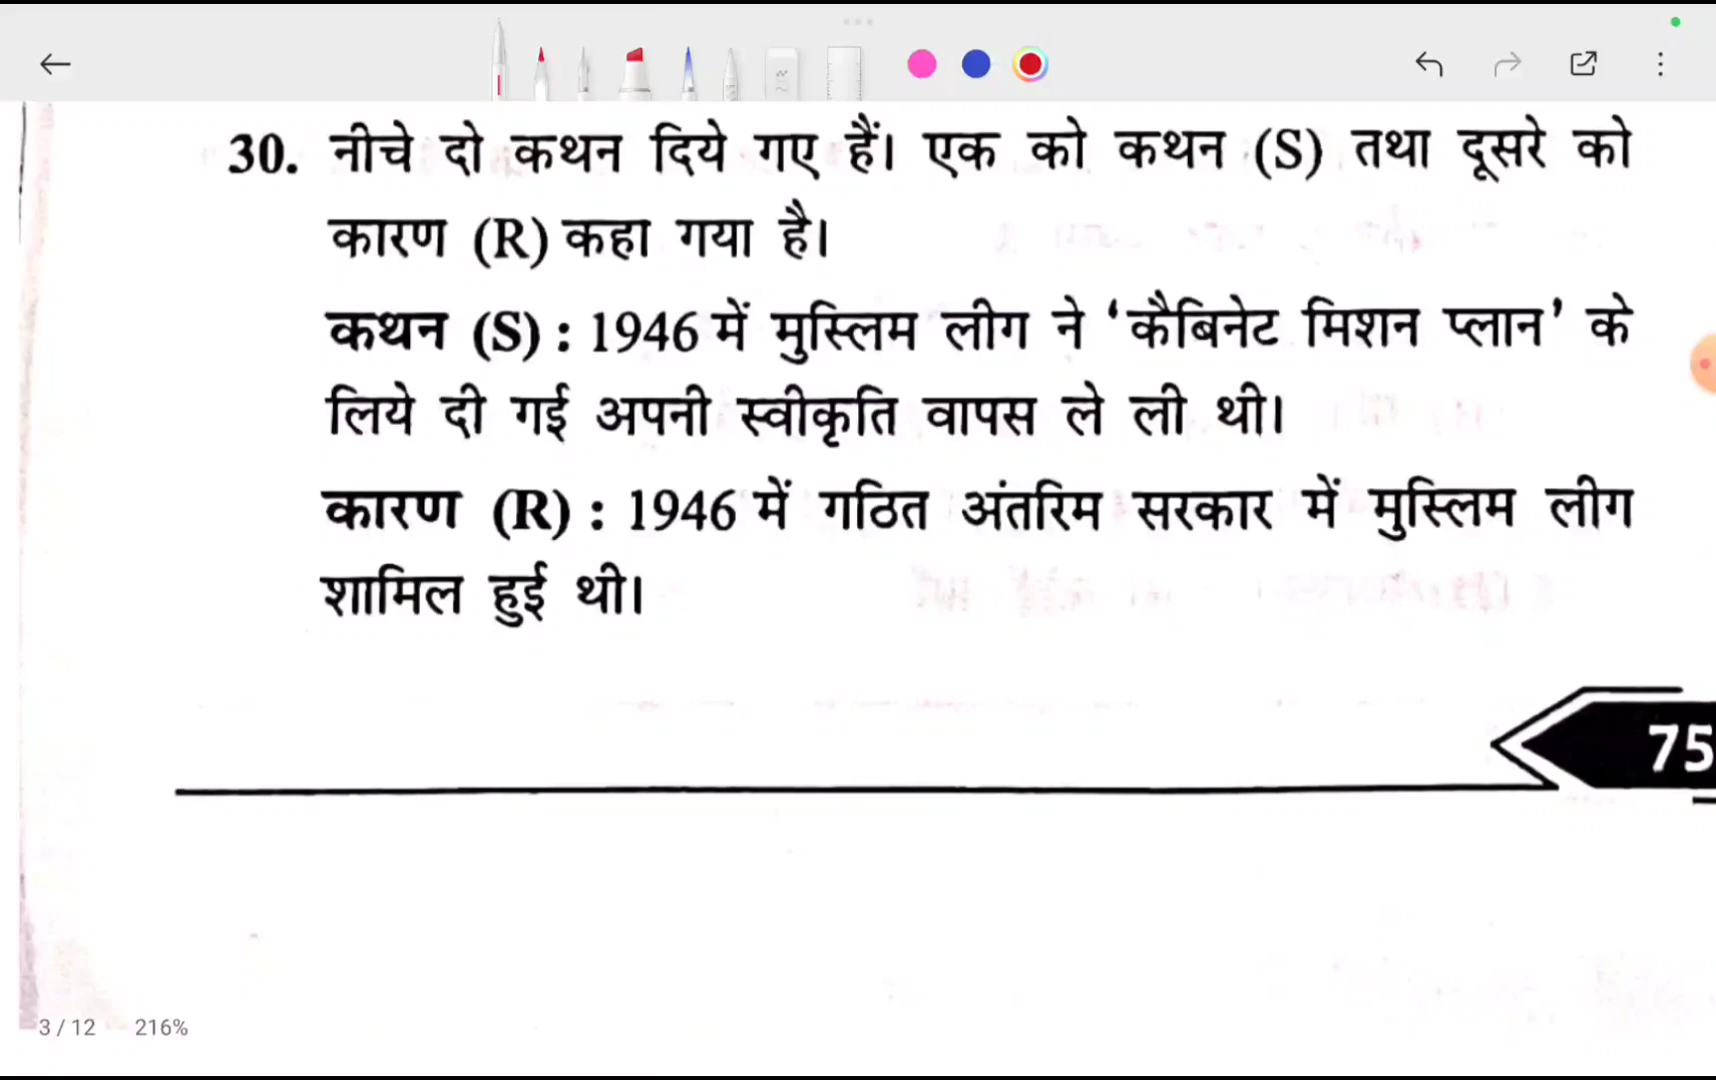 30. नीचे दो कथन दिये गए हैं। एक को कथन (S) तथा दूसरे को
कारण (R) कहा गया है।
कथन (S) : 1946 में मुस्लिम लीग ने ‘कैबिनेट मिशन प्लान’ के
लिये दी गई अपनी स्वीकृति वापस ले ली थी।
कारण (R) : 1946 में गठित अंतरिम सरकार में मुस्लिम लीग
शामिल हुई थी।
75
3 / 12 216%